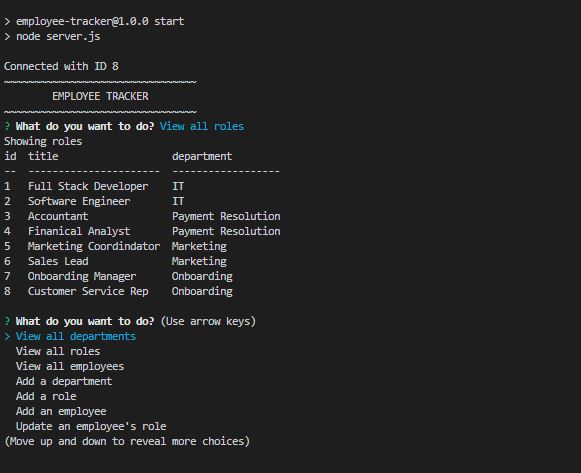 > employee-tracker@1.0.0 start
> node server.js
Connected with ID 8
~~~~~~~~~~~~~~~~~~~~~~~~~~~~~~~~
EMPLOYEE TRACKER
~~~~~~~~~~~~~~~~~~~~~~~~~~~~~~~~
? What do you want to do? View all roles
Showing roles
id  title                   department
--  ----------------------  ------------------
1   Full Stack Developer    IT
2   Software Engineer       IT
3   Accountant              Payment Resolution
4   Finanical Analyst       Payment Resolution
5   Marketing Coordindator  Marketing
6   Sales Lead              Marketing
7   Onboarding Manager      Onboarding
8   Customer Service Rep    Onboarding
? What do you want to do? (Use arrow keys)
> View all departments
View all roles
View all employees
Add a department
Add a role
Add an employee
Update an employee's role
(Move up and down to reveal more choices)